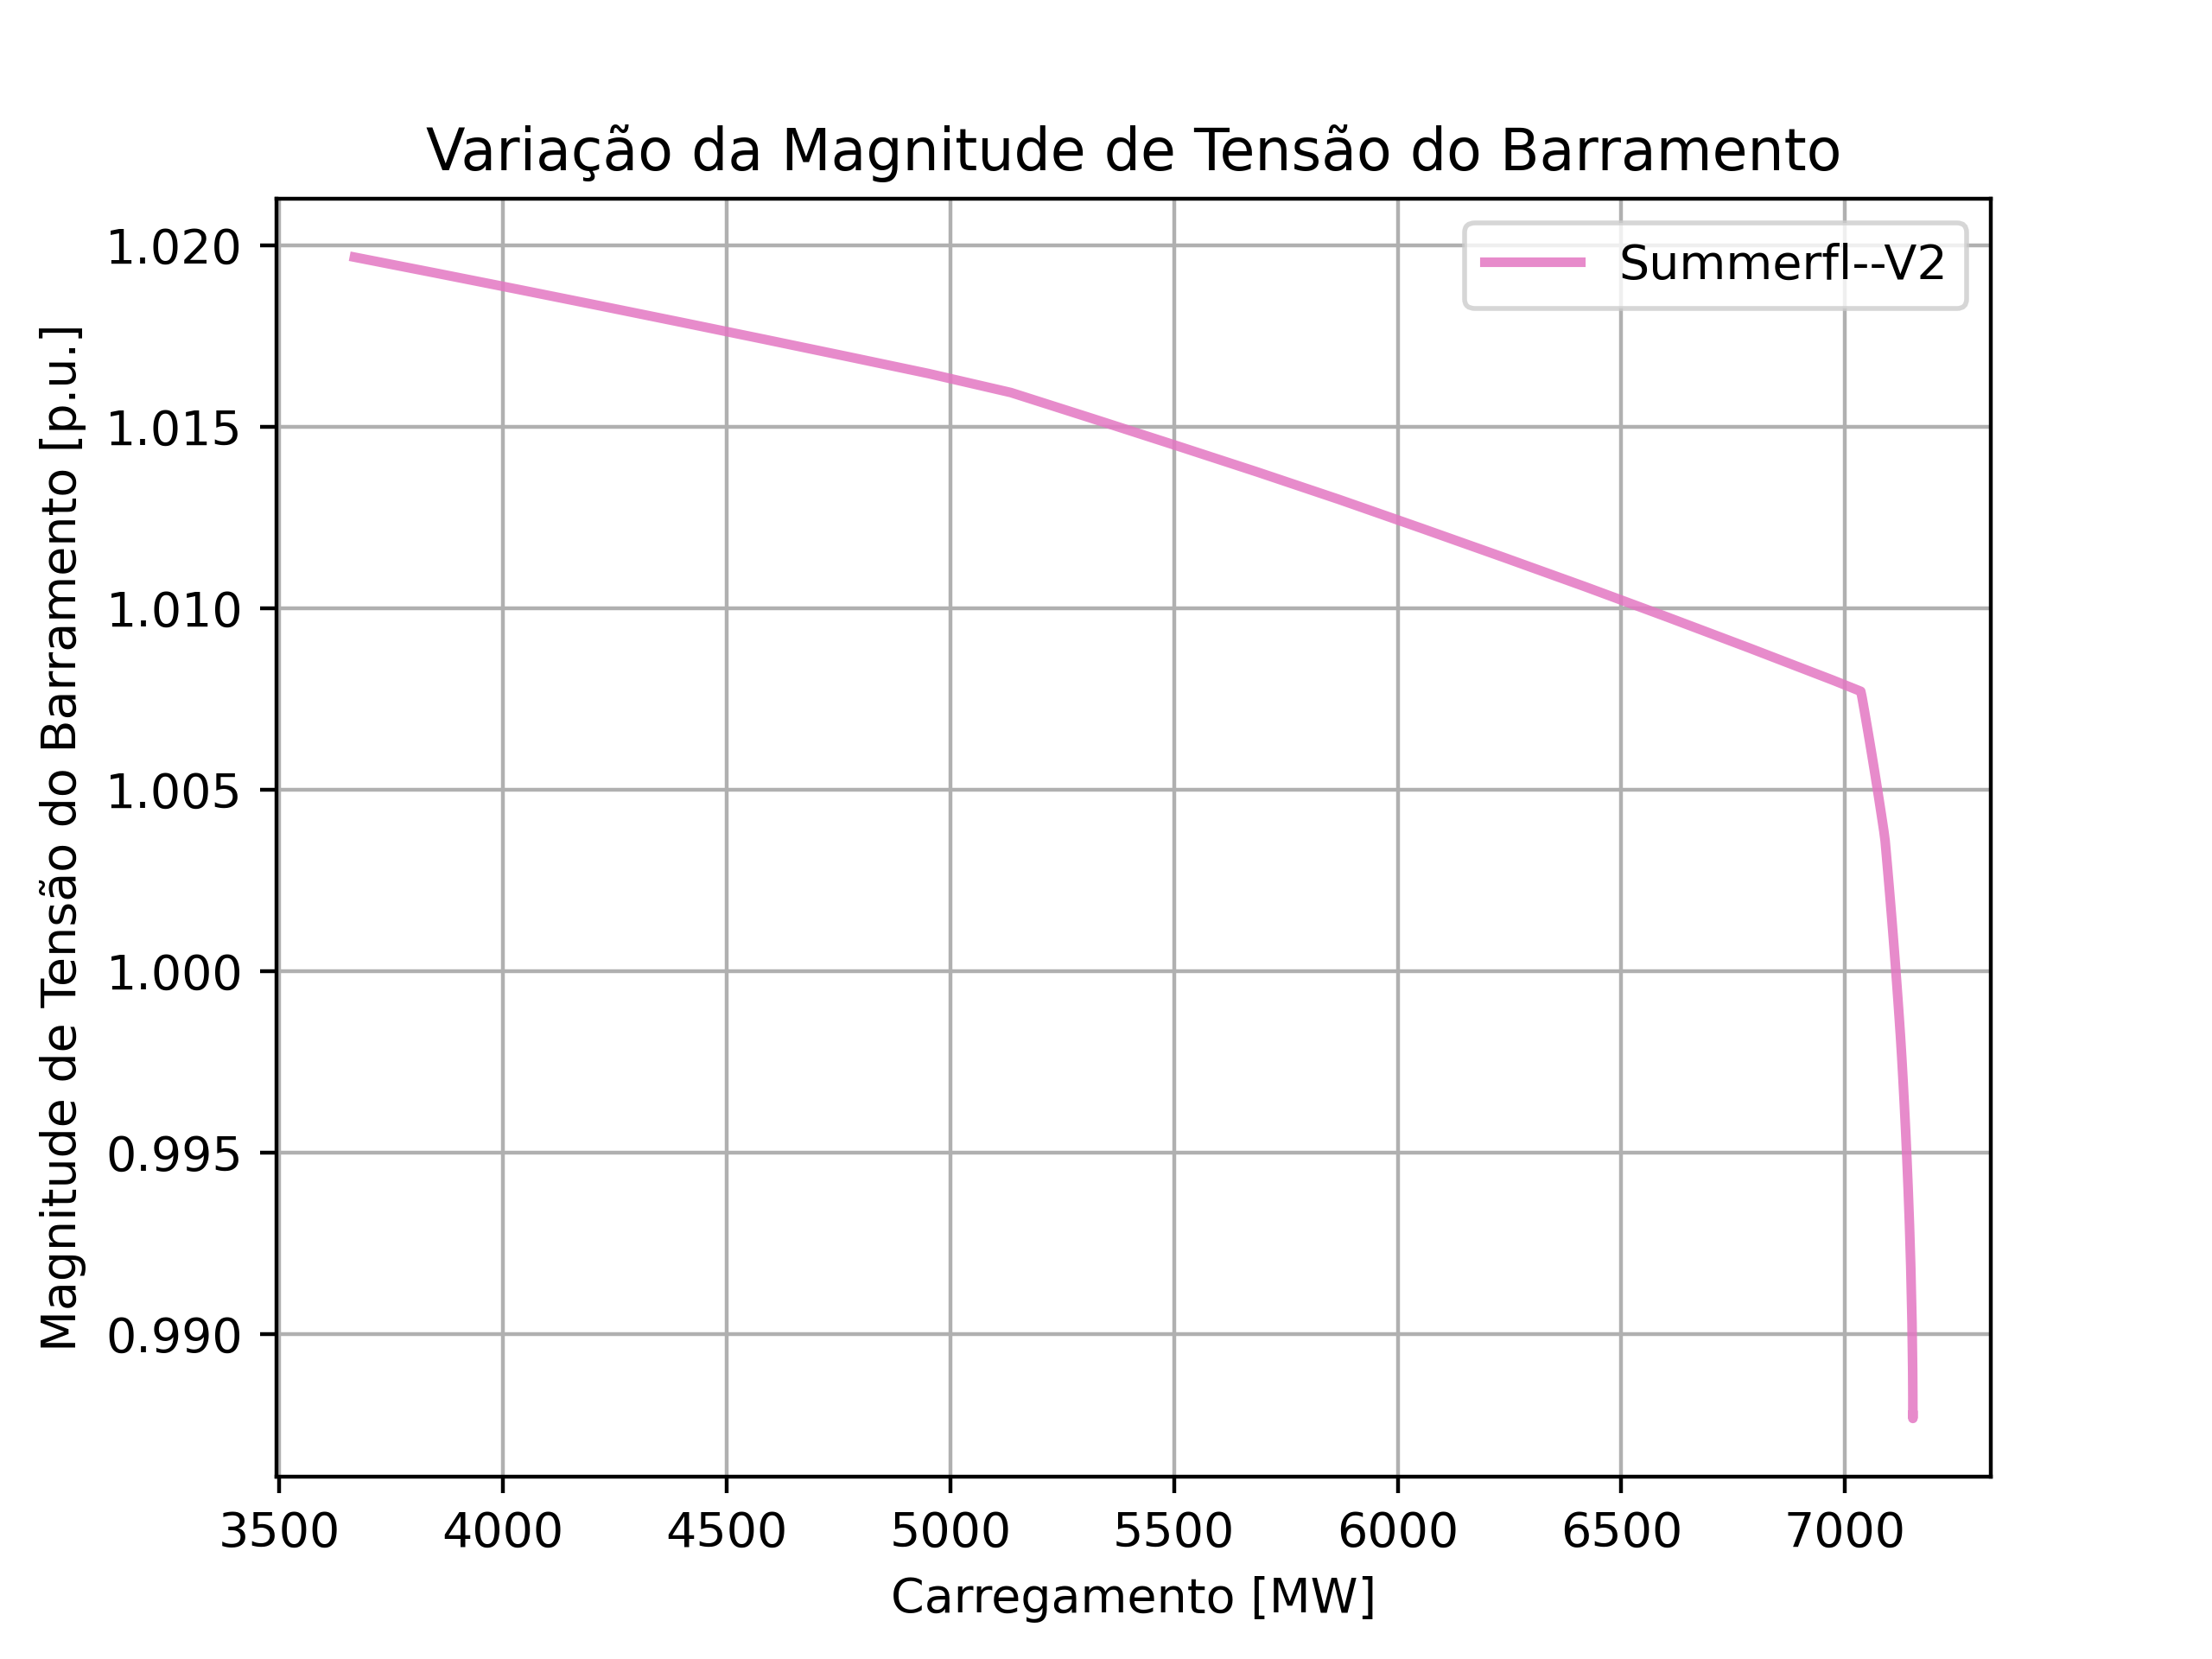 Variação da Magnitude de Tensão do Barramento
Summerfl--V2
Magnitude de Tensão do Barramento [p.u.]
1.020
1.015
1.010
1.005
1.000
0.995
0.990
3500 4000 4500 5000 5500 6000 6500 7000
Carregamento [MW]